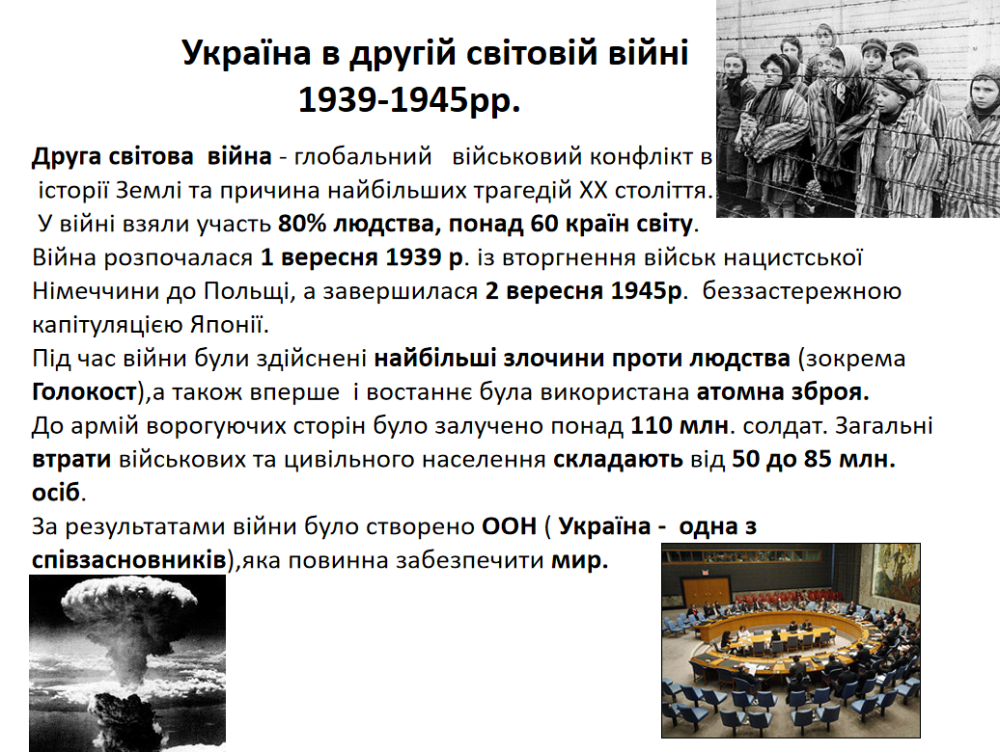 Україна в другій світовій війні
1939-1945рр.
Друга світова війна - глобальний військовий конфлікт в
історії Землі та причина найбільших трагедій ХХ століття.
У війні взяли участь 80% людства, понад 60 країн світу.
Війна розпочалася 1 вересня 1939 р. із вторгнення військ нацистської
Німеччини до Польщі, а завершилася 2 вересня 1945р. беззастережною
капітуляцією Японії.
Під час війни були здійснені найбільші злочини проти людства (зокрема
Голокост),а також вперше і востаннє була використана атомна зброя.
До армій ворогуючих сторін було залучено понад 110 млн. солдат. Загальні
втрати військових та цивільного населення складають від 50 до 85 млн.
осіб.
За результатами війни було створено ООН ( Україна - одна з
співзасновників),яка повинна забезпечити мир.